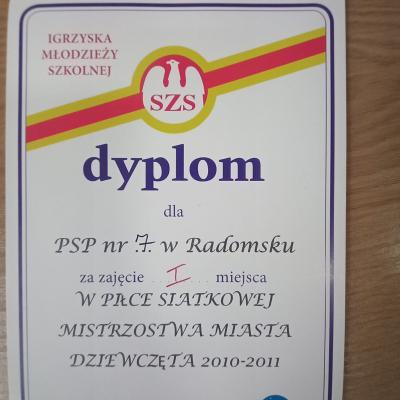 IGRZYSKA
MŁODZIEŻY
SZKOLNEJ
SZS
dyplom
dla
PSP nr .7. w Radomsku
za zajęcie ...I... miejsca
W PIŁCE SIATKOWEJ
MISTRZOSTWA MIASTA
DZIEWCZĘTA 2010-2011